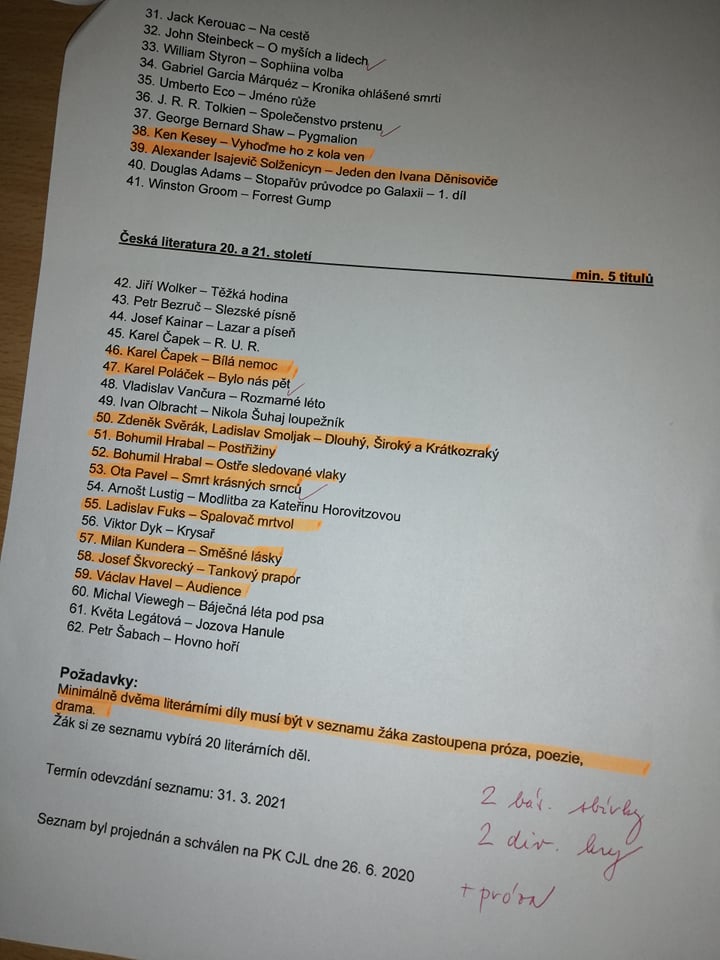 31. Jack Kerouac – Na cestě
32. John Steinbeck – O myších a lidech
33. William Styron – Sophiina volba
34. Gabriel Garcia Márquéz – Kronika ohlášené smrti
35. Umberto Eco – Jméno růže
36. J. R. R. Tolkien – Společenstvo prstenu
37. George Bernard Shaw – Pygmalion
38. Ken Kesey – Vyhoďme ho z kola ven
39. Alexander Isajevič Solženicyn – Jeden den Ivana Děnisoviče
40. Douglas Adams – Stopařův průvodce po Galaxii – 1. díl
41. Winston Groom – Forrest Gump
Česká literatura 20. a 21. století min. 5 titulů
42. Jiří Wolker – Těžká hodina
43. Petr Bezruč – Slezské písně
44. Josef Kainar – Lazar a píseň
45. Karel Čapek – R. U. R.
46. Karel Čapek – Bílá nemoc
47. Karel Poláček – Bylo nás pět
48. Vladislav Vančura – Rozmarné léto
49. Ivan Olbracht – Nikola Šuhaj loupežník
50. Zdeněk Svěrák, Ladislav Smoljak – Dlouhý, Široký a Krátkozraký
51. Bohumil Hrabal – Postřižiny
52. Bohumil Hrabal – Ostře sledované vlaky
53. Ota Pavel – Smrt krásných srnců
54. Arnošt Lustig – Modlitba za Kateřinu Horovitzovou
55. Ladislav Fuks – Spalovač mrtvol
56. Viktor Dyk – Krysař
57. Milan Kundera – Směšné lásky
58. Josef Škvorecký – Tankový prapor
59. Václav Havel – Audience
60. Michal Viewegh – Báječná léta pod psa
61. Květa Legátová – Jozova Hanule
62. Petr Šabach – Hovno hoří
Požadavky:
Minimálně dvěma literárními díly musí být v seznamu žáka zastoupena próza, poezie,
drama.
Žák si ze seznamu vybírá 20 literárních děl.
Termín odevzdání seznamu: 31. 3. 2021
Seznam byl projednán a schválen na PK CJL dne 26. 6. 2020
2 bás. sbírky
2 div. hry
+ próza